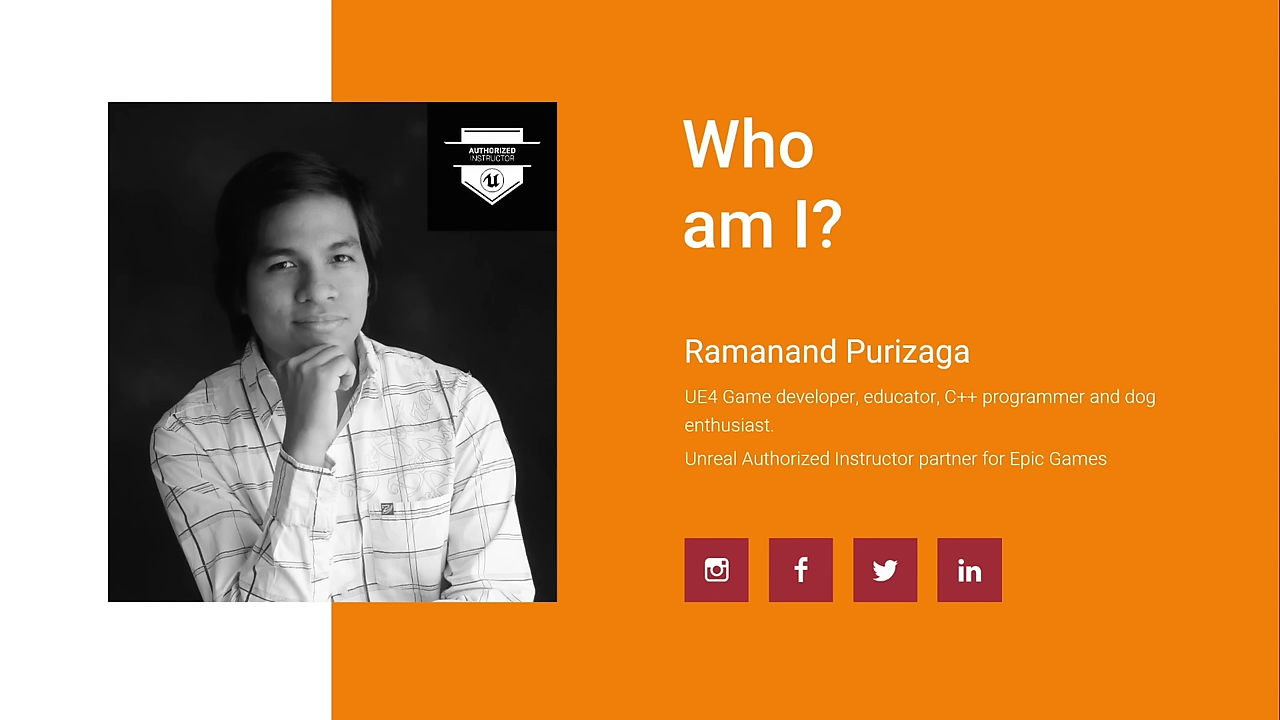 AUTHORIZED
INSTRUCTOR
Who
am I?
Ramanand Purizaga
UE4 Game developer, educator, C++ programmer and dog
enthusiast.
Unreal Authorized Instructor partner for Epic Games